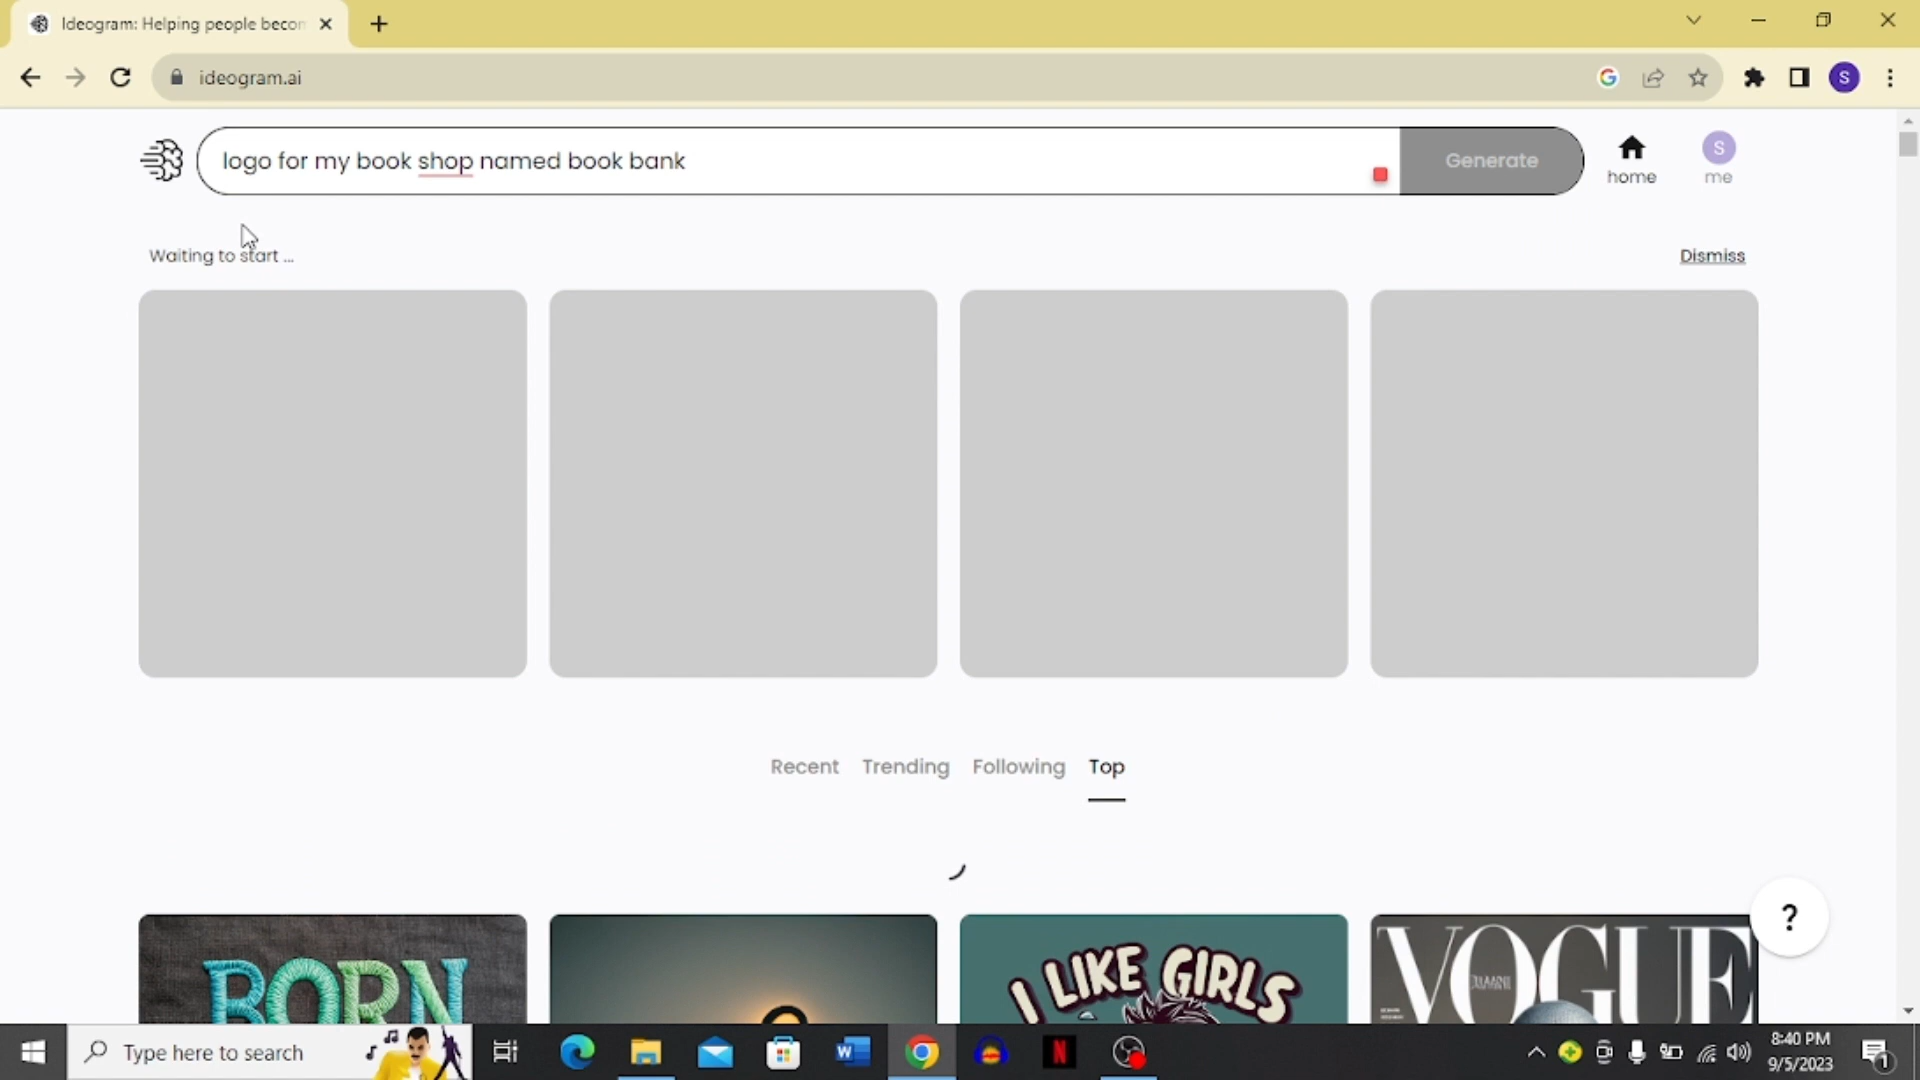 Ideogram: Helping people becom
ideogram.ai
S
logo for my book shop named book bank
Generate
home
S
me
Waiting to start ...
Dismiss
Recent
Trending
Following
Top
?
BORN
I LIKE GIRLS
VOGUE
Type here to search
W
N
8:40 PM
9/5/2023
1